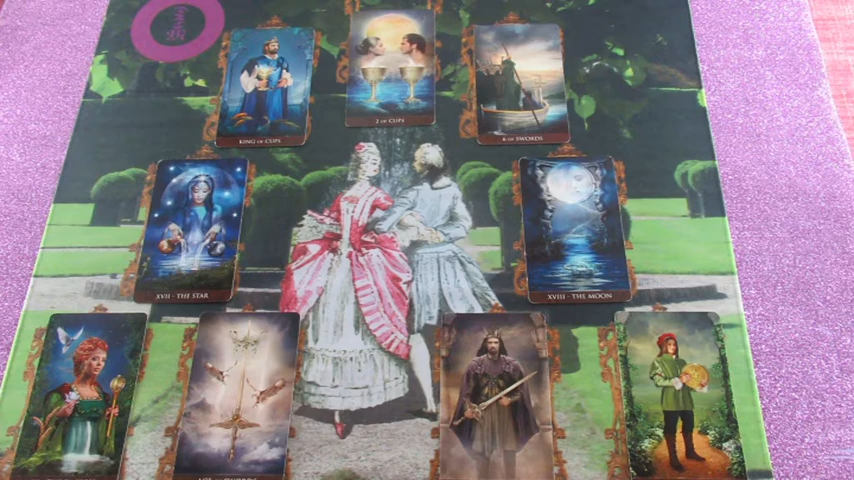 KING OF CUPS
2 OF CUPS
6 OF SWORDS
XVII · THE STAR
XVIII · THE MOON